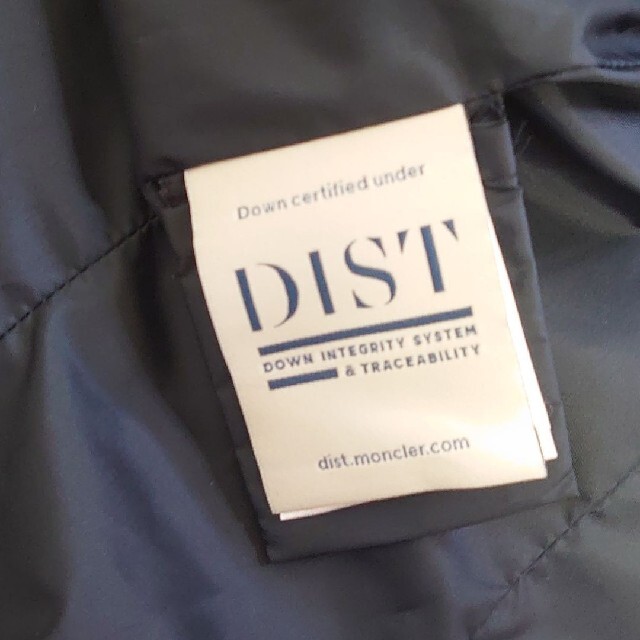 Down certified under
DIST
DOWN INTEGRITY SYSTEM
& TRACEABILITY
dist.moncler.com